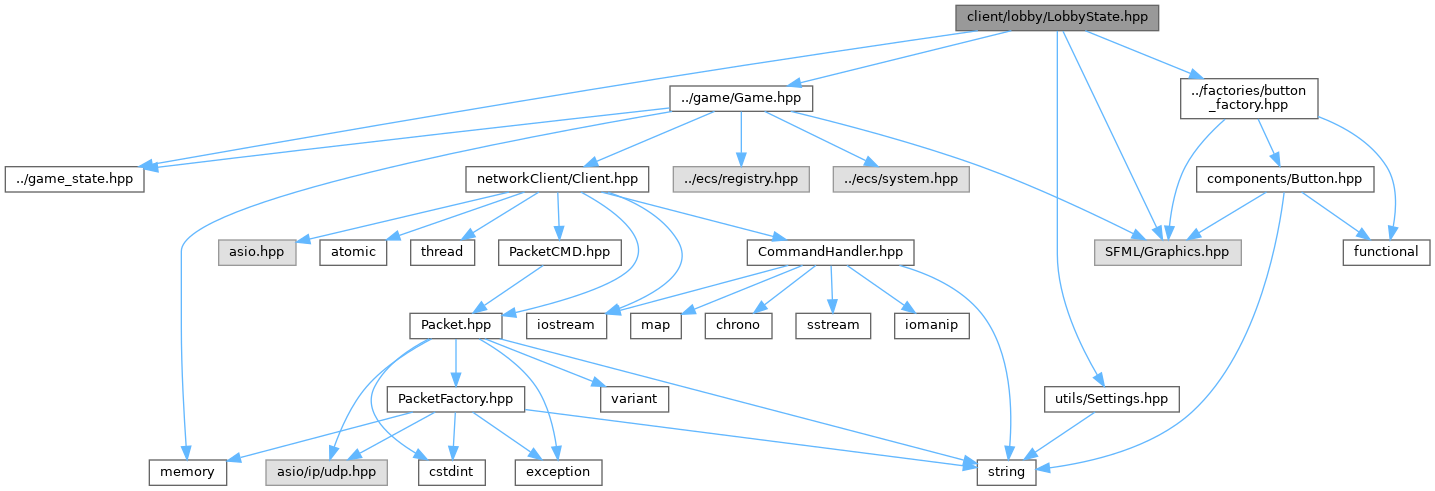 client/lobby/LobbyState.hpp
../game/Game.hpp
../factories/button
_factory.hpp
../game_state.hpp
networkClient/Client.hpp
../ecs/registry.hpp
../ecs/system.hpp
components/Button.hpp
asio.hpp
atomic
thread
PacketCMD.hpp
CommandHandler.hpp
SFML/Graphics.hpp
functional
Packet.hpp
iostream
map
chrono
sstream
iomanip
PacketFactory.hpp
variant
utils/Settings.hpp
memory
asio/ip/udp.hpp
cstdint
exception
string